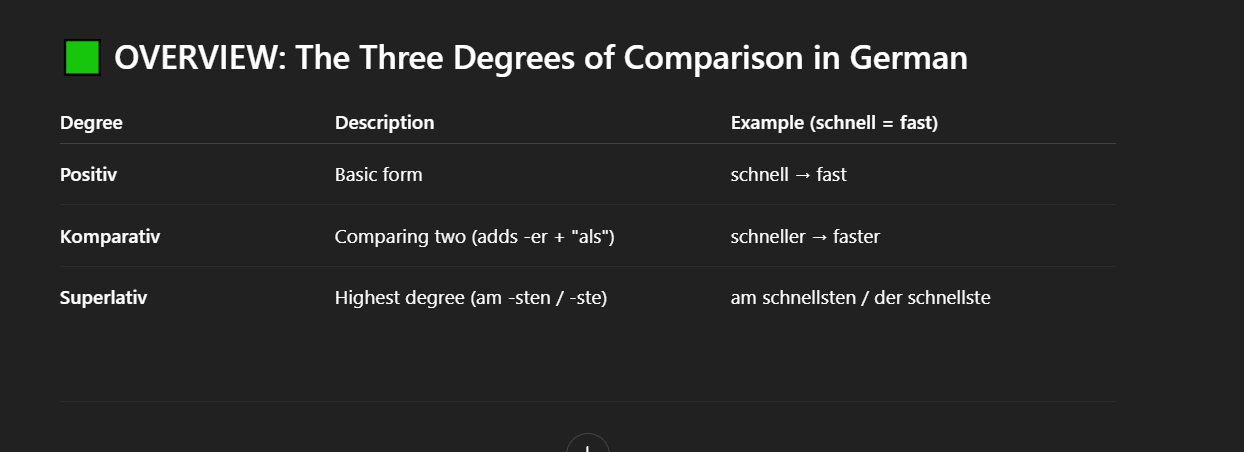 OVERVIEW: The Three Degrees of Comparison in German
Degree Description Example (schnell = fast)
Positiv Basic form schnell → fast
Komparativ Comparing two (adds -er + "als") schneller → faster
Superlativ Highest degree (am -sten / -ste) am schnellsten / der schnellste